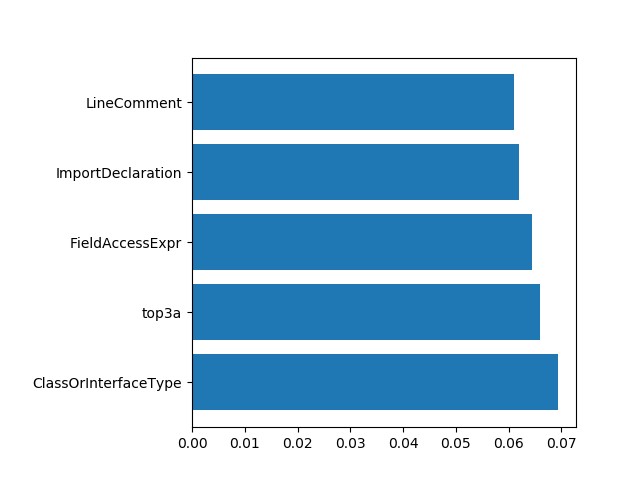 LineComment
ImportDeclaration
FieldAccessExpr
top3a
ClassOrInterfaceType
0.00 0.01 0.02 0.03 0.04 0.05 0.06 0.07